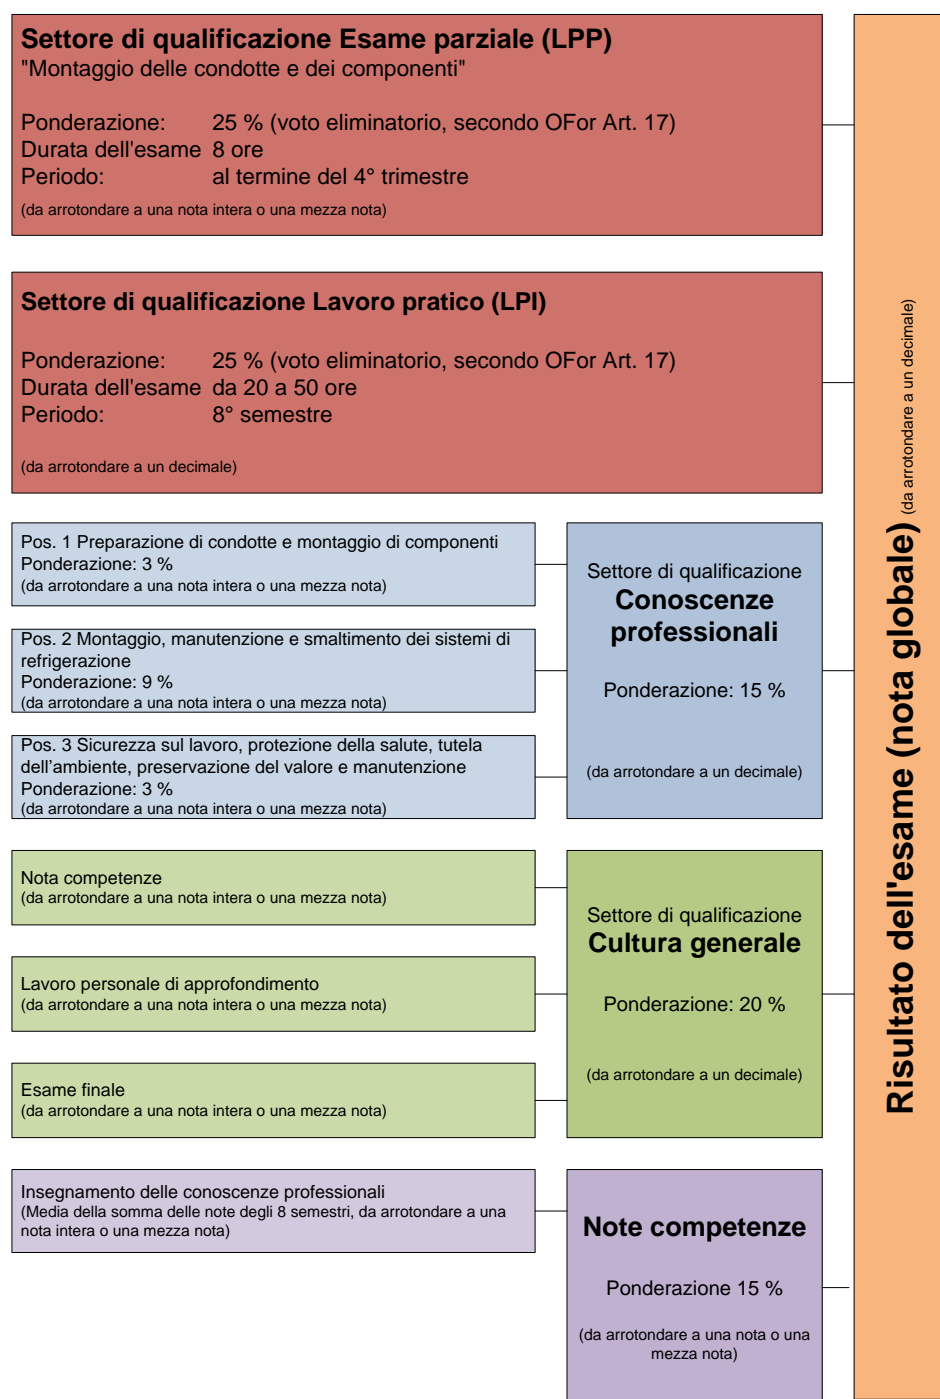 Settore di qualificazione Esame parziale (LPP)
"Montaggio delle condotte e dei componenti"
Ponderazione: 25 % (voto eliminatorio, secondo OFor Art. 17)
Durata dell'esame 8 ore
Periodo: al termine del 4° trimestre
(da arrotondare a una nota intera o una mezza nota)
Settore di qualificazione Lavoro pratico (LPI)
Ponderazione: 25 % (voto eliminatorio, secondo OFor Art. 17)
Durata dell'esame da 20 a 50 ore
Periodo: 8° semestre
(da arrotondare a un decimale)
Pos. 1 Preparazione di condotte e montaggio di componenti
Ponderazione: 3 %
(da arrotondare a una nota intera o una mezza nota)
Pos. 2 Montaggio, manutenzione e smaltimento dei sistemi di
refrigerazione
Ponderazione: 9 %
(da arrotondare a una nota intera o una mezza nota)
Pos. 3 Sicurezza sul lavoro, protezione della salute, tutela
dell’ambiente, preservazione del valore e manutenzione
Ponderazione: 3 %
(da arrotondare a una nota intera o una mezza nota)
Settore di qualificazione
Conoscenze
professionali
Ponderazione: 15 %
(da arrotondare a un decimale)
Nota competenze
(da arrotondare a una nota intera o una mezza nota)
Lavoro personale di approfondimento
(da arrotondare a una nota intera o una mezza nota)
Esame finale
(da arrotondare a una nota intera o una mezza nota)
Settore di qualificazione
Cultura generale
Ponderazione: 20 %
(da arrotondare a un decimale)
Insegnamento delle conoscenze professionali
(Media della somma delle note degli 8 semestri, da arrotondare a una
nota intera o una mezza nota)
Note competenze
Ponderazione 15 %
(da arrotondare a una nota o una
mezza nota)
Risultato dell'esame (nota globale) (da arrotondare a un decimale)